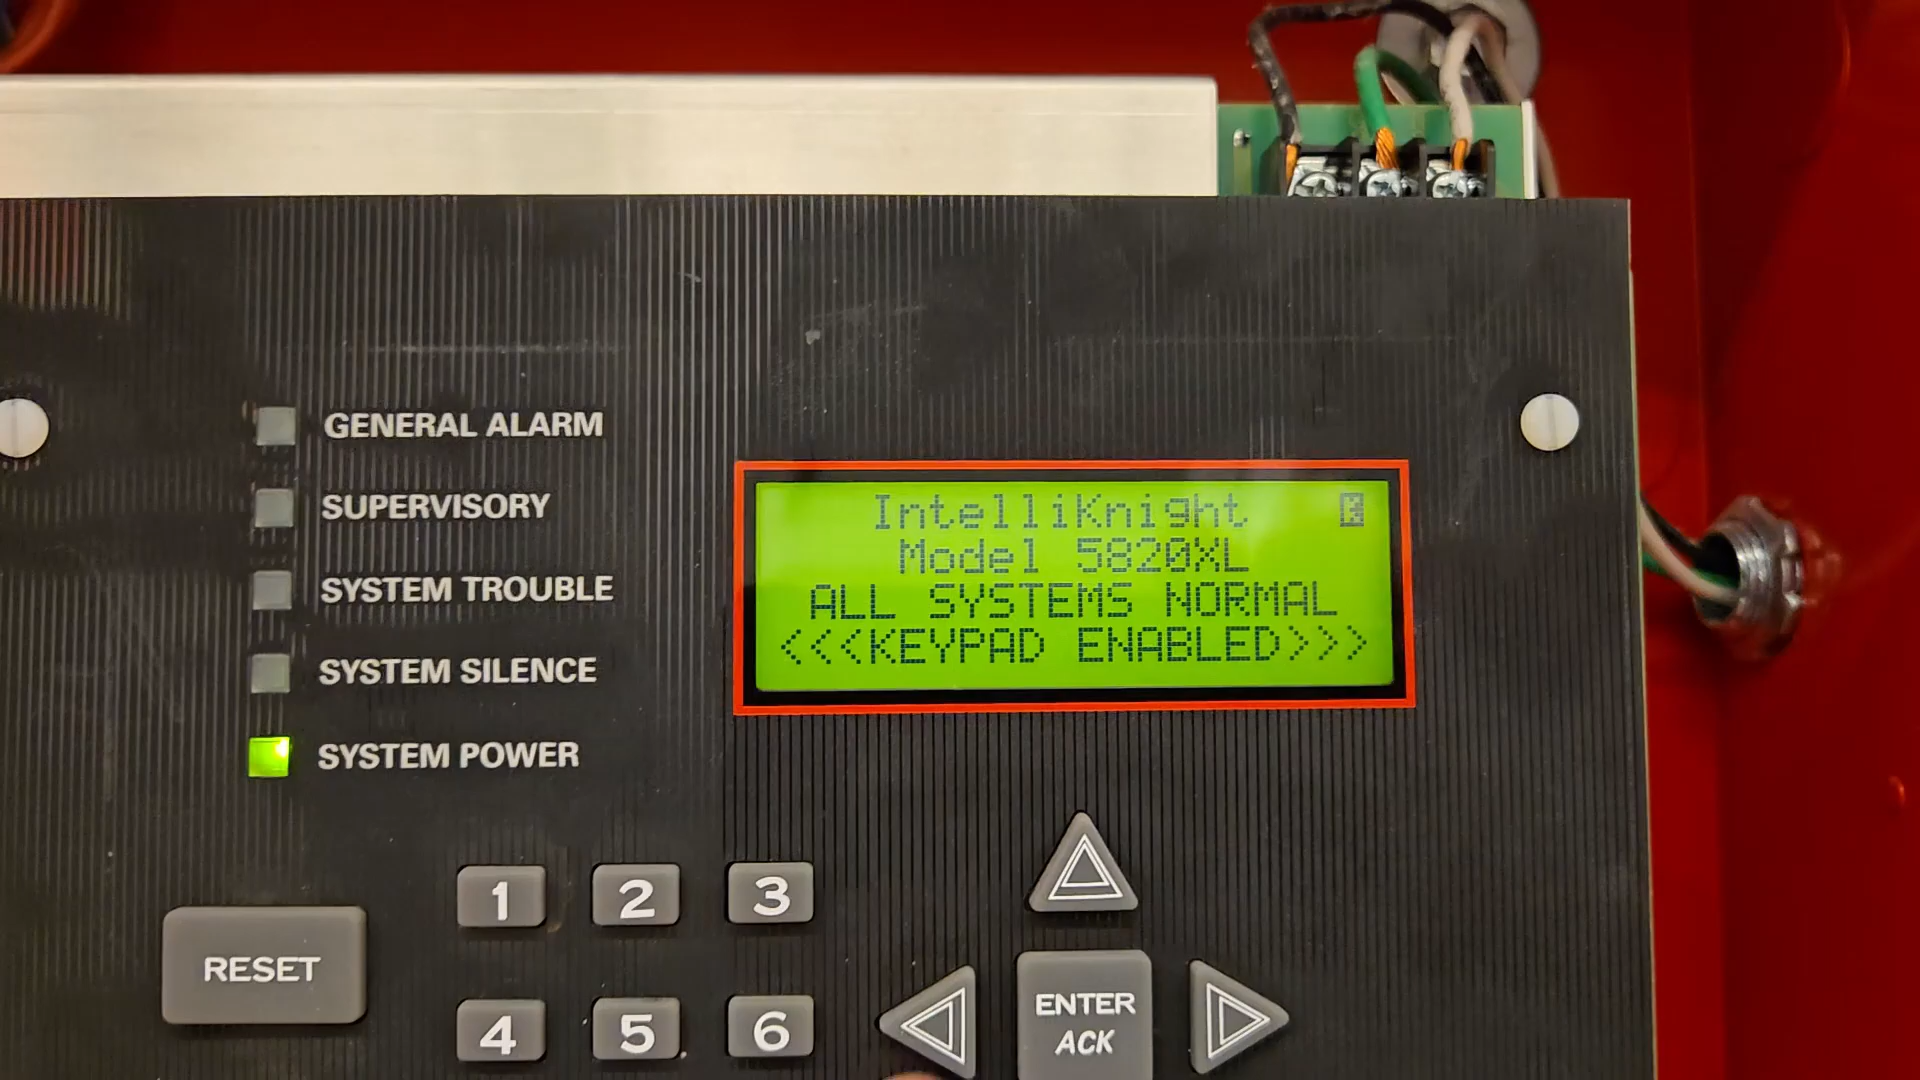 GENERAL ALARM
SUPERVISORY
SYSTEM TROUBLE
SYSTEM SILENCE
SYSTEM POWER
IntelliKnight
Model 5820XL
ALL SYSTEMS NORMAL
<<<KEYPAD ENABLED>>>
RESET
1 2 3
4 5 6
ENTER
ACK